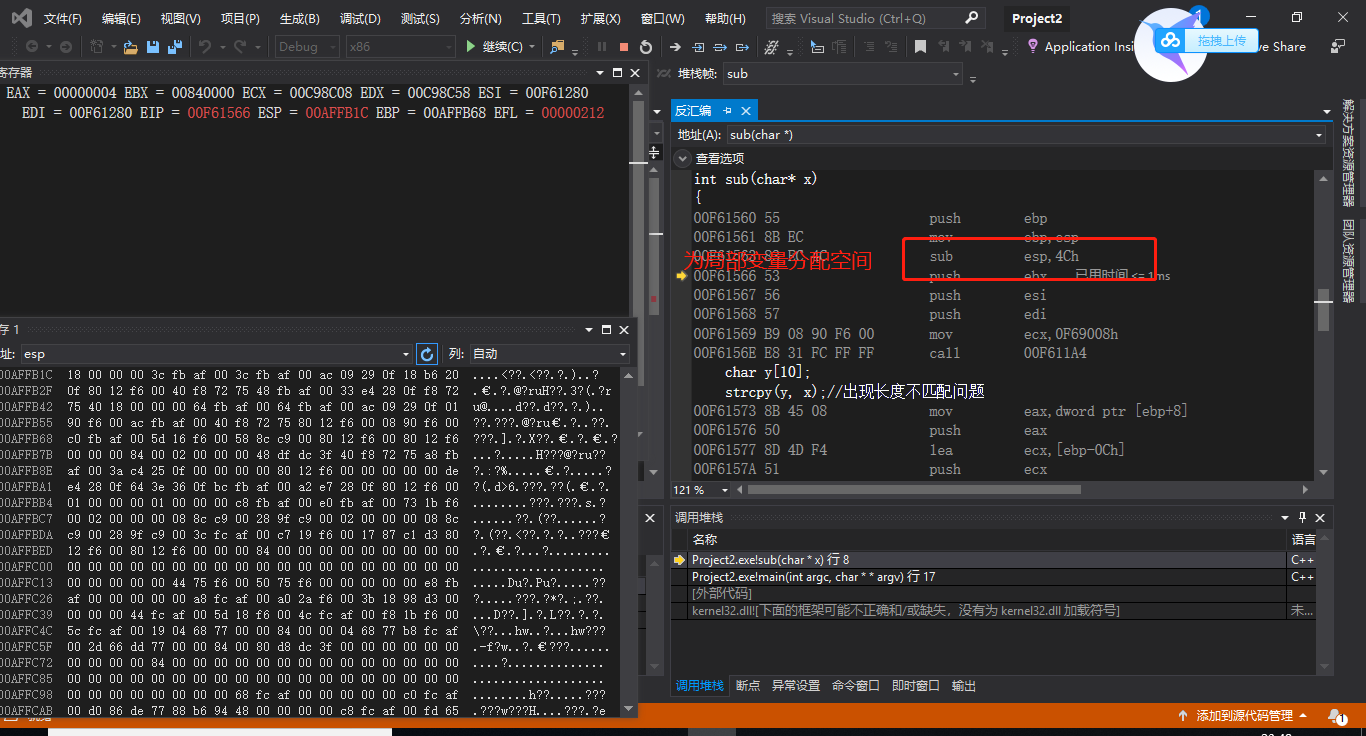 文件(F) 编辑(E) 视图(V) 项目(P) 生成(B) 调试(D) 测试(S) 分析(N) 工具(T) 扩展(X) 窗口(W) 帮助(H) 搜索 Visual Studio (Ctrl+Q) Project2
Debug x86 继续(C) Application Insi 拖拽上传 e Share
寄存器
堆栈帧: sub
EAX = 00000004 EBX = 00840000 ECX = 00C98C08 EDX = 00C98C58 ESI = 00F61280
EDI = 00F61280 EIP = 00F61566 ESP = 00AFFB1C EBP = 00AFFB68 EFL = 00000212
反汇编
地址(A): sub(char *)
查看选项
int sub(char* x)
{
00F61560 55 push ebp
00F61561 8B EC mov ebp,esp
00F61563 83 EC 4C sub esp,4Ch
为局部变量分配空间
00F61566 53 push ebx 已用时间 <= 1ms
00F61567 56 push esi
00F61568 57 push edi
00F61569 B9 08 90 F6 00 mov ecx,0F69008h
00F6156E E8 31 FC FF FF call 00F611A4
char y[10];
strcpy(y, x);//出现长度不匹配问题
00F61573 8B 45 08 mov eax,dword ptr [ebp+8]
00F61576 50 push eax
00F61577 8D 4D F4 lea ecx,[ebp-0Ch]
00F6157A 51 push ecx
121 %
解决方案资源管理器
团队资源管理器
存 1
址: esp 列: 自动
00AFFB1C 18 00 00 00 3c fb af 00 3c fb af 00 ac 09 29 0f 18 b6 20
00AFFB2F 0f 80 12 f6 00 40 f8 72 75 48 fb af 00 33 e4 28 0f f8 72
00AFFB42 75 40 18 00 00 00 64 fb af 00 64 fb af 00 ac 09 29 0f 01
00AFFB55 90 f6 00 ac fb af 00 40 f8 72 75 80 12 f6 00 08 90 f6 00
00AFFB68 c0 fb af 00 5d 16 f6 00 58 8c c9 00 80 12 f6 00 80 12 f6
00AFFB7B 00 00 00 84 00 02 00 00 00 48 df dc 3f 40 f8 72 75 a8 fb
00AFFB8E af 00 3a c4 25 0f 00 00 00 00 80 12 f6 00 00 00 00 00 de
00AFFBA1 e4 28 0f 64 3e 36 0f bc fb af 00 a2 e7 28 0f 80 12 f6 00
00AFFBB4 01 00 00 00 01 00 00 00 c8 fb af 00 e0 fb af 00 73 1b f6
00AFFBC7 00 02 00 00 00 08 8c c9 00 28 9f c9 00 02 00 00 00 08 8c
00AFFBDA c9 00 28 9f c9 00 3c fc af 00 c7 19 f6 00 17 87 c1 d3 80
00AFFBED 12 f6 00 80 12 f6 00 00 00 84 00 00 00 00 00 00 00 00 00
00AFFC00 00 00 00 00 00 00 00 00 00 00 00 00 00 00 00 00 00 00 00
00AFFC13 00 00 00 00 44 75 f6 00 50 75 f6 00 00 00 00 00 e8 fb
00AFFC26 af 00 00 00 00 00 a8 fc af 00 a0 2a f6 00 3b 18 98 d3 00
00AFFC39 00 00 00 44 fc af 00 5d 18 f6 00 4c fc af 00 f8 1b f6 00
00AFFC4C 5c fc af 00 19 04 68 77 00 00 84 00 00 04 68 77 b8 fc af
00AFFC5F 00 2d 66 dd 77 00 00 84 00 80 d8 dc 3f 00 00 00 00 00 00
00AFFC72 00 00 00 00 84 00 00 00 00 00 00 00 00 00 00 00 00 00 00
00AFFC85 00 00 00 00 00 00 00 00 00 00 00 00 00 00 00 00 00 00 00
00AFFC98 00 00 00 00 00 00 00 00 68 fc af 00 00 00 00 00 c0 fc af
00AFFCAB 00 d0 86 de 77 88 b6 94 48 00 00 00 00 c8 fc af 00 fd 65
调用堆栈
名称 语言
Project2.exe!sub(char * x) 行 8 C++
Project2.exe!main(int argc, char * * argv) 行 17 C++
[外部代码]
kernel32.dll![下面的框架可能不正确和/或缺失，没有为 kernel32.dll 加载符号] 未...
调用堆栈 断点 异常设置 命令窗口 即时窗口 输出
添加到源代码管理 1